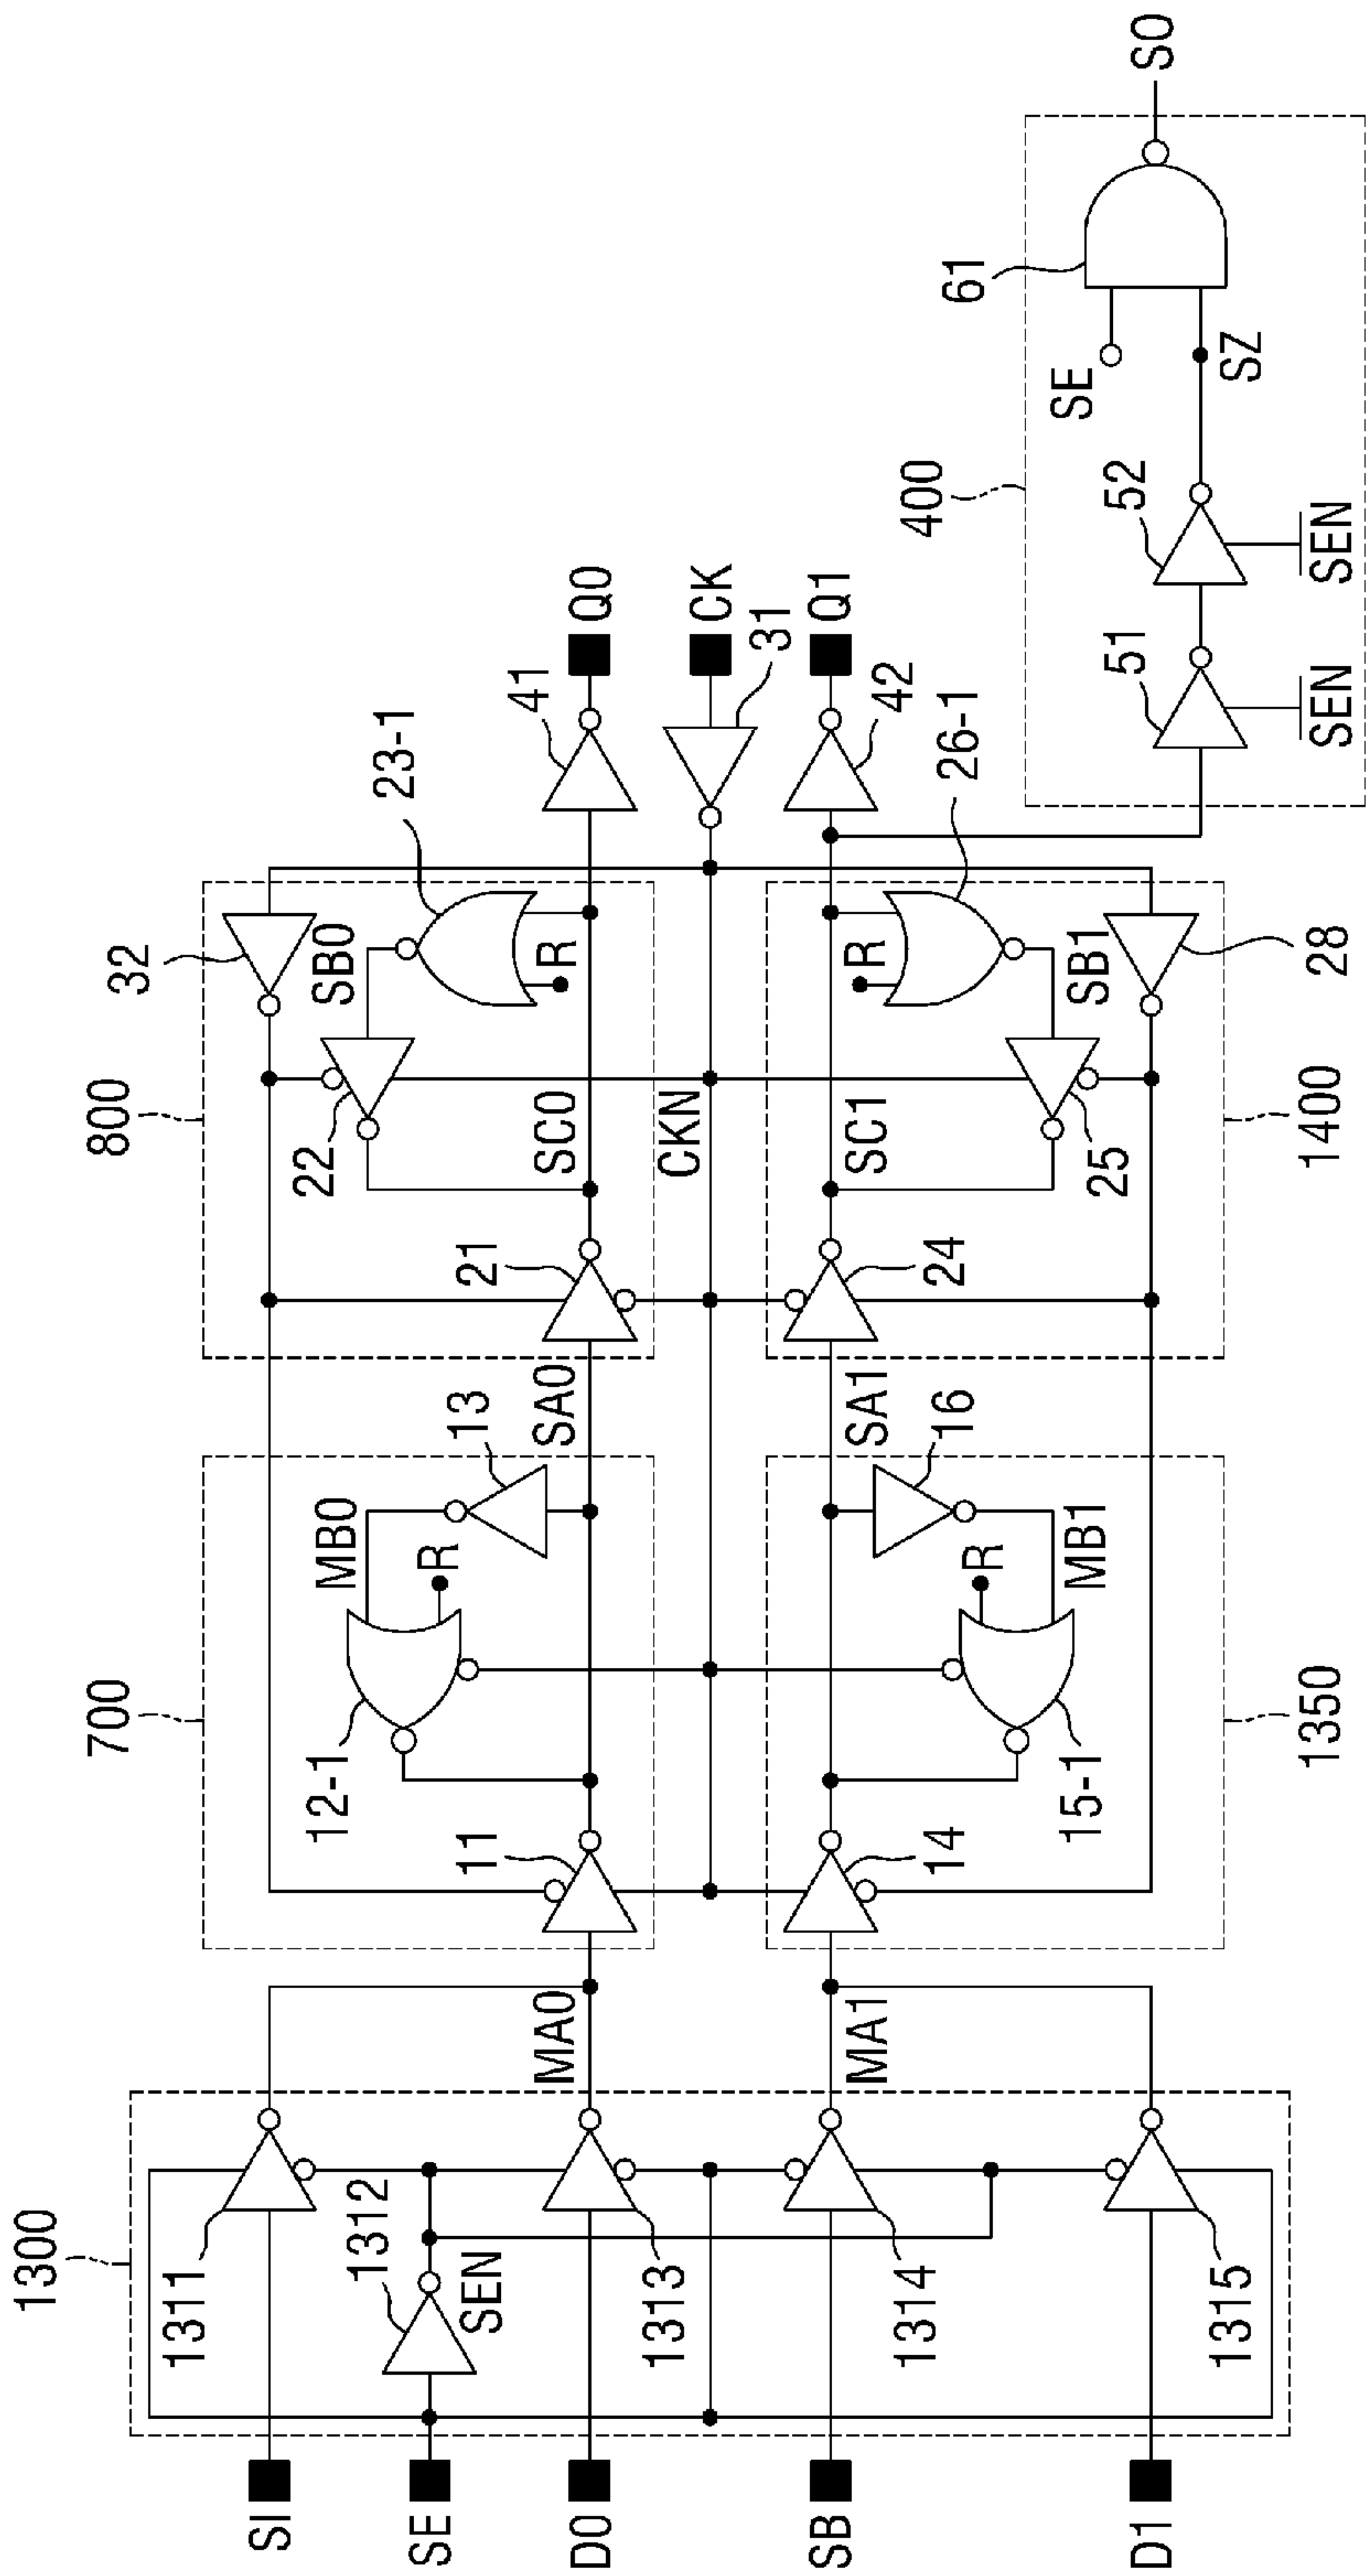 1300
700
800
SI
SE
D0
SB
D1
1311
1312
SEN
1313
1314
1315
MA0
MA1
11
12-1
MB0
R
13
SA0
14
15-1
MB1
R
16
SA1
1350
21
22
32
SB0
23-1
R
SC0
CKN
SC1
24
25
R
SB1
26-1
28
1400
41
Q0
CK
31
Q1
42
400
51
SEN
52
SEN
SE
SZ
61
SO